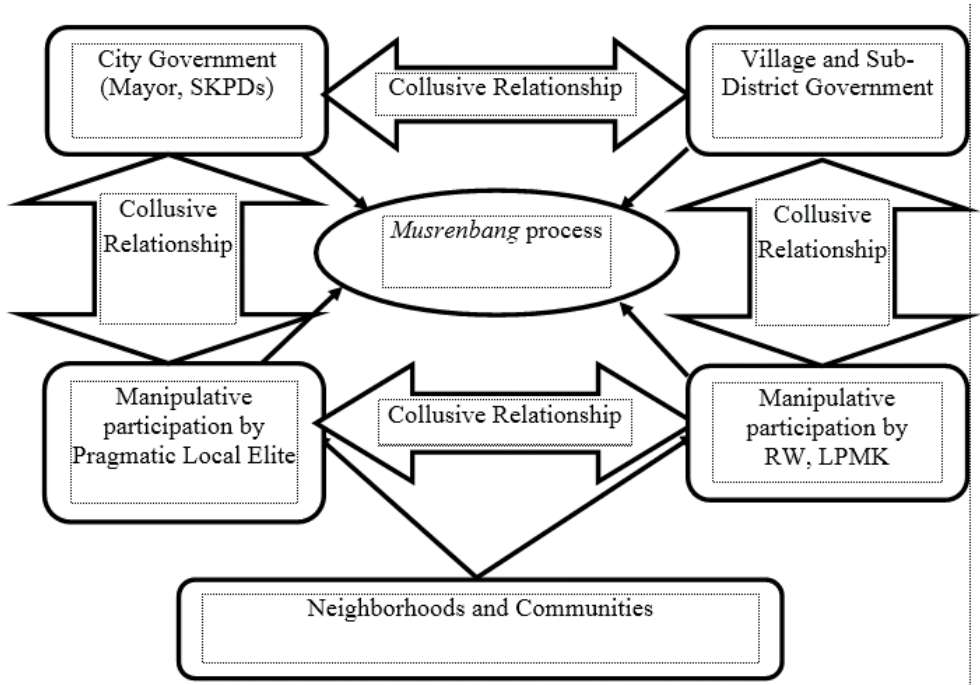 City Government
(Mayor, SKPDs)
Collusive Relationship
Village and Sub-
District Government
Collusive
Relationship
Musrenbang process
Collusive
Relationship
Manipulative
participation by
Pragmatic Local Elite
Collusive Relationship
Manipulative
participation by
RW, LPMK
Neighborhoods and Communities